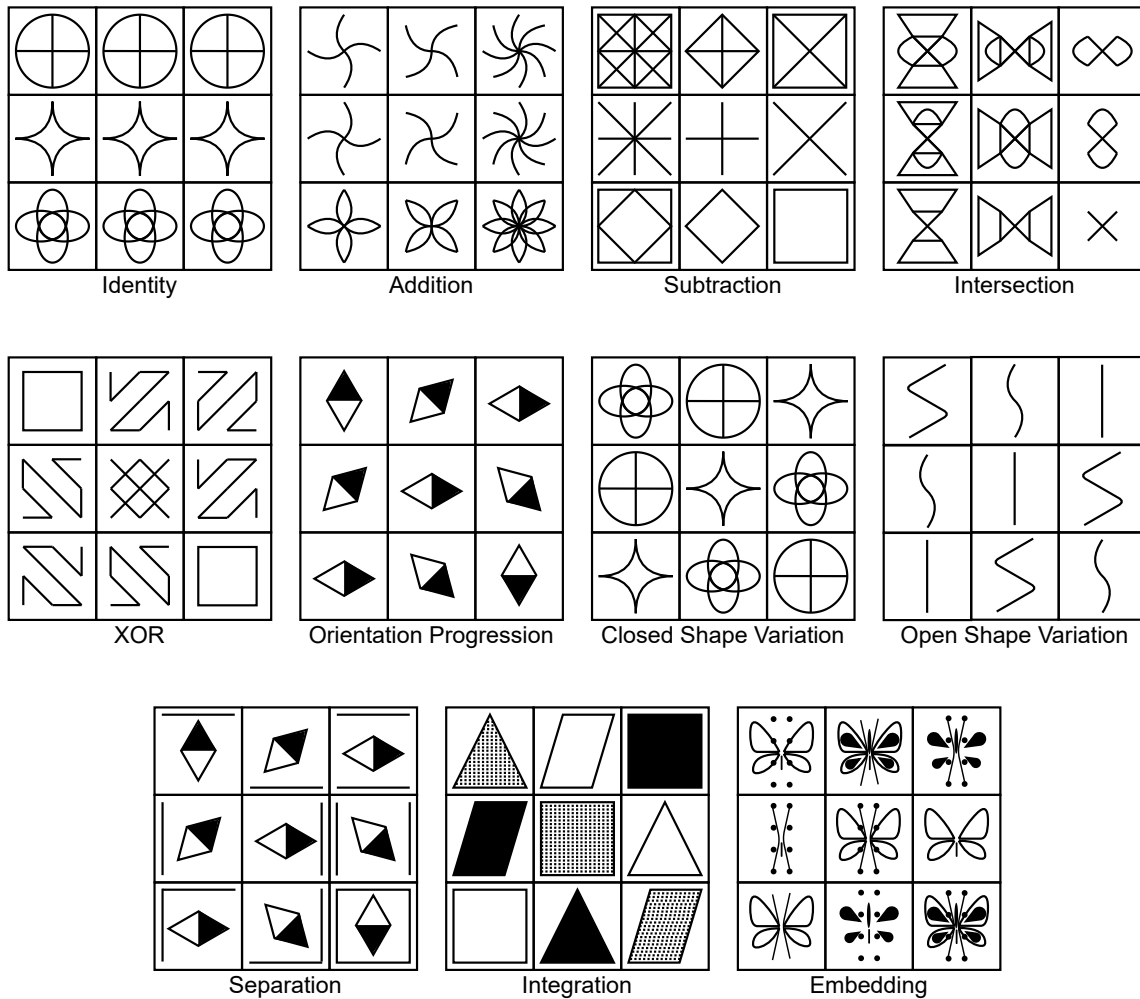 Identity
Addition
Subtraction
Intersection
XOR
Orientation Progression
Closed Shape Variation
Open Shape Variation
Separation
Integration
Embedding